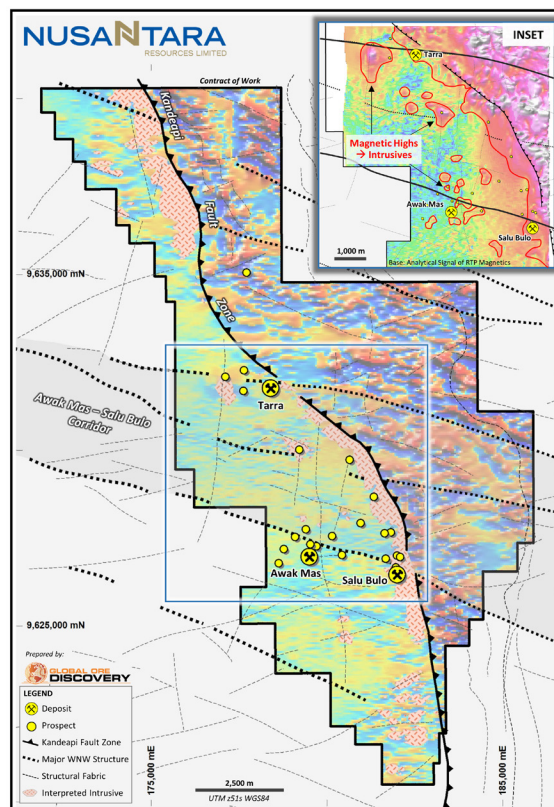 NUSANTARA
RESOURCES LIMITED
Contract of Work
INSET
Tarra
Magnetic Highs
→ Intrusives
Awak Mas
Salu Bulo
1,000 m
Base: Analytical Signal of RTP Magnetics
Kandeapi
Fault
Zone
9,635,000 mN
Tarra
Awak Mas – Salu Bulo
Corridor
Awak Mas
Salu Bulo
9,625,000 mN
Prepared by:
GLOBAL ORE
DISCOVERY
LEGEND
Deposit
Prospect
Kandeapi Fault Zone
Major WNW Structure
Structural Fabric
Interpreted Intrusive
175,000 mE
2,500 m
UTM z51s WGS84
185,000 mE